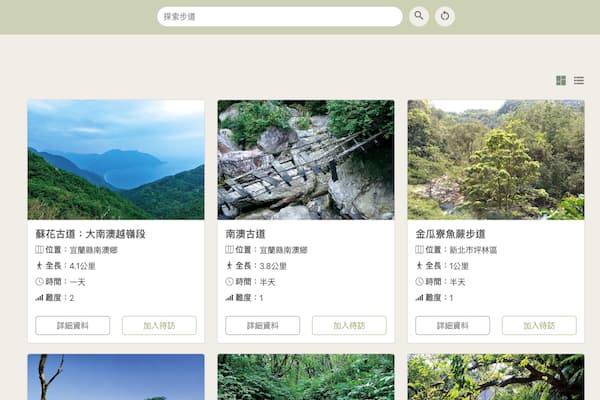 探索步道
蘇花古道：大南澳越嶺段
位置：宜蘭縣南澳鄉
全長：4.1公里
時間：一天
難度：2
詳細資料
加入待訪
南澳古道
位置：宜蘭縣南澳鄉
全長：3.8公里
時間：半天
難度：1
詳細資料
加入待訪
金瓜寮魚蕨步道
位置：新北市坪林區
全長：1公里
時間：半天
難度：1
詳細資料
加入待訪